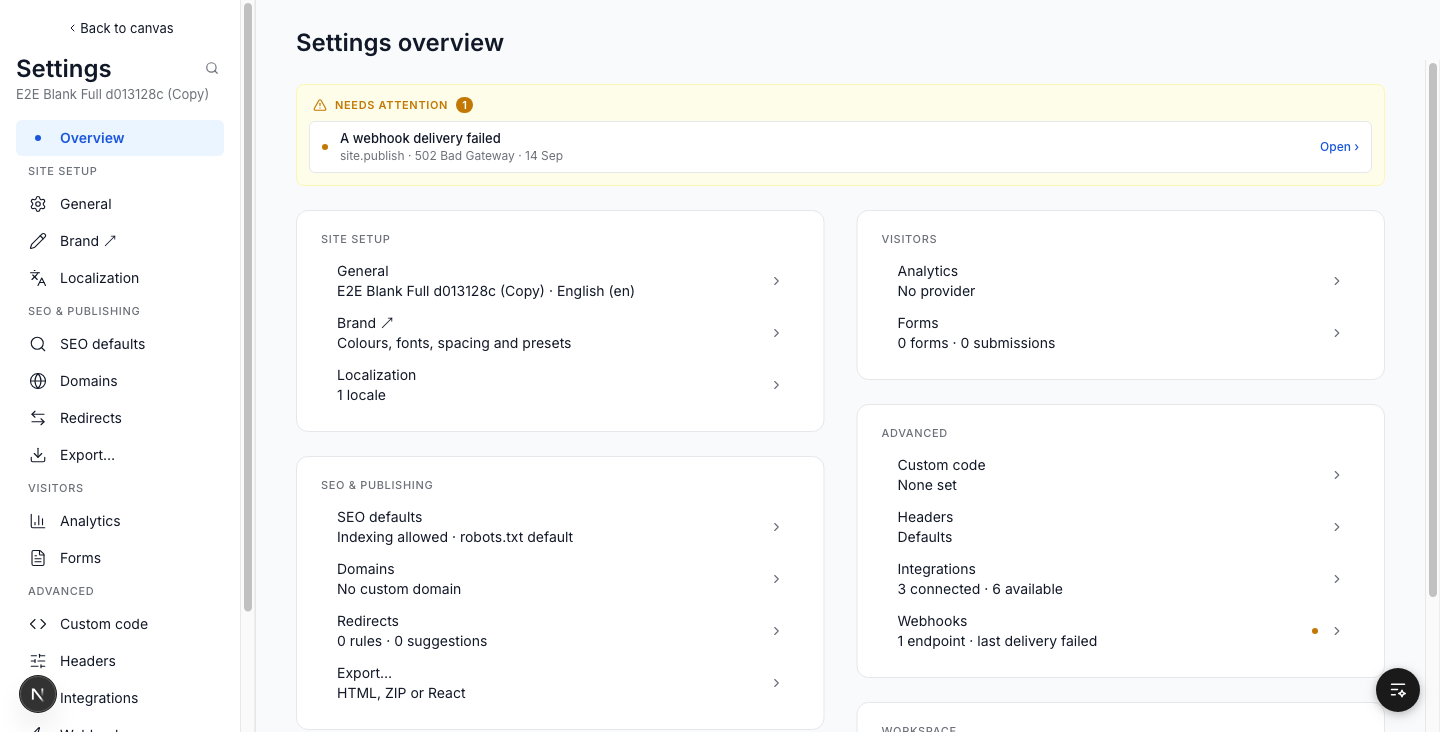 Back to canvas
Settings
E2E Blank Full d013128c (Copy)
Overview
SITE SETUP
General
Brand ↗
Localization
SEO & PUBLISHING
SEO defaults
Domains
Redirects
Export...
VISITORS
Analytics
Forms
ADVANCED
Custom code
Headers
Integrations
N
Settings overview
NEEDS ATTENTION 1
A webhook delivery failed
site.publish · 502 Bad Gateway · 14 Sep
Open ›
SITE SETUP
General
E2E Blank Full d013128c (Copy) · English (en)
Brand ↗
Colours, fonts, spacing and presets
Localization
1 locale
SEO & PUBLISHING
SEO defaults
Indexing allowed · robots.txt default
Domains
No custom domain
Redirects
0 rules · 0 suggestions
Export...
HTML, ZIP or React
VISITORS
Analytics
No provider
Forms
0 forms · 0 submissions
ADVANCED
Custom code
None set
Headers
Defaults
Integrations
3 connected · 6 available
Webhooks
1 endpoint · last delivery failed
WORKSPACE